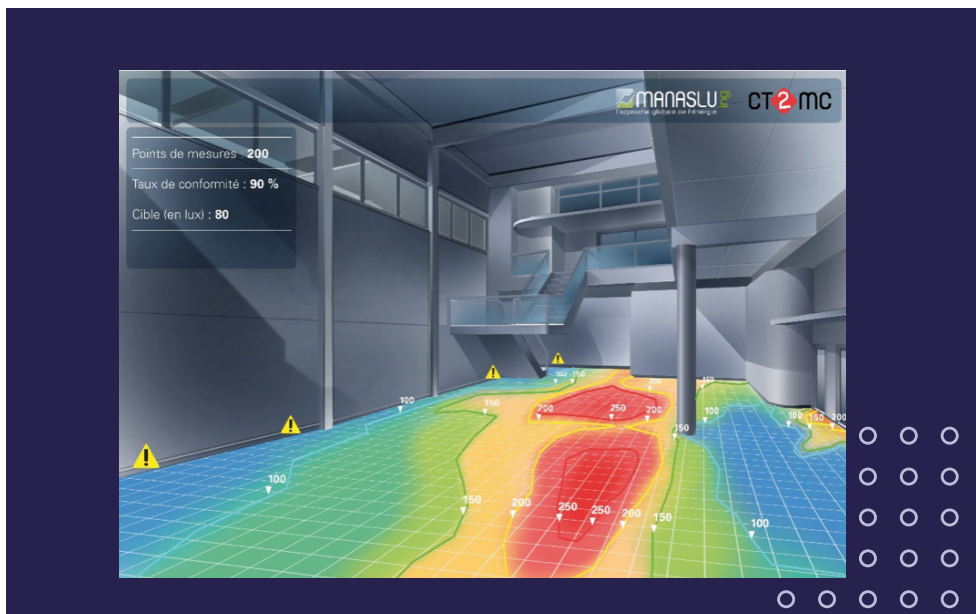 MANASLU ing
l'approche globale de l'énergie
CT2MC
Points de mesures : 200
Taux de conformité : 90 %
Cible (en lux) : 80
100 150 200 150
100 150 200 250 200 100 100 150 200
150
100
150 200 250 250 200 150 100